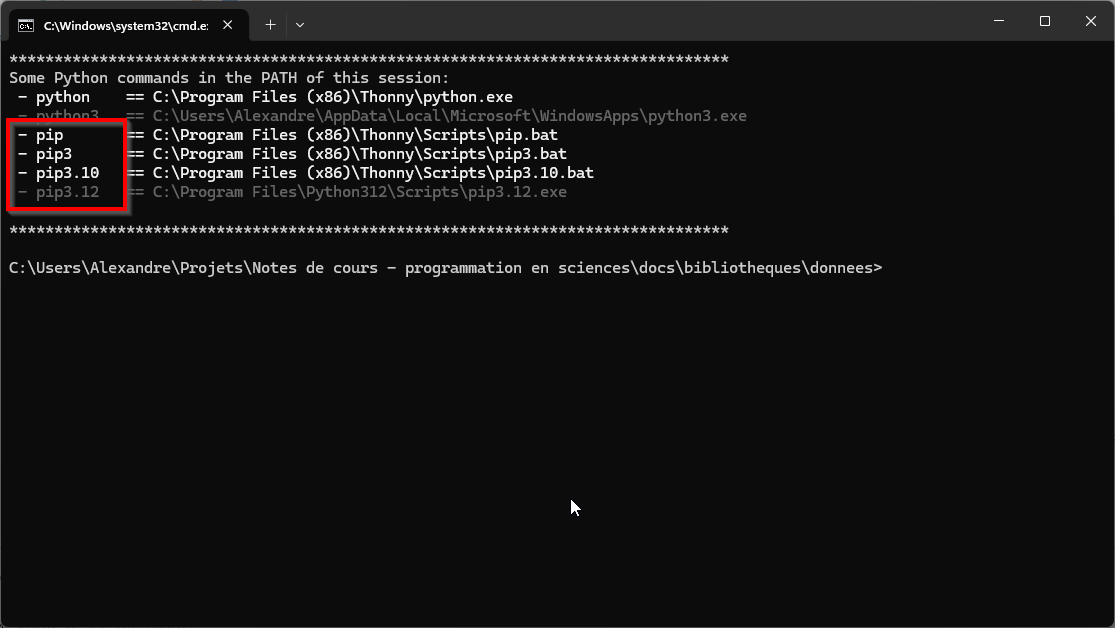 C:\Windows\system32\cmd.e:
********************************************************************************
Some Python commands in the PATH of this session:
 - python    == C:\Program Files (x86)\Thonny\python.exe
 - python3   == C:\Users\Alexandre\AppData\Local\Microsoft\WindowsApps\python3.exe
 - pip       == C:\Program Files (x86)\Thonny\Scripts\pip.bat
 - pip3      == C:\Program Files (x86)\Thonny\Scripts\pip3.bat
 - pip3.10   == C:\Program Files (x86)\Thonny\Scripts\pip3.10.bat
 - pip3.12   == C:\Program Files\Python312\Scripts\pip3.12.exe
********************************************************************************
C:\Users\Alexandre\Projets\Notes de cours - programmation en sciences\docs\bibliotheques\donnees>